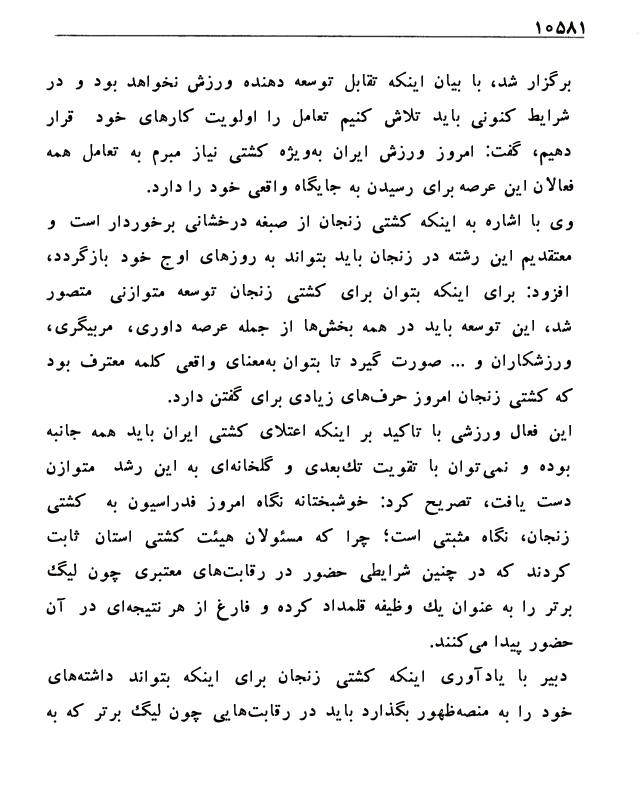 ۱۰۵۸۱
برگزار شد، با بیان اینکه تقابل توسعه دهنده ورزش نخواهد بود و در
شرایط کنونی باید تلاش کنیم تعامل را اولویت کارهای خود قرار
دهیم، گفت: امروز ورزش ایران به‌ویژه کشتی نیاز مبرم به تعامل همه
فعالان این عرصه برای رسیدن به جایگاه واقعی خود را دارد.
وی با اشاره به اینکه کشتی زنجان از صبغه درخشانی برخوردار است و
معتقدیم این رشته در زنجان باید بتواند به روزهای اوج خود بازگردد،
افزود: برای اینکه بتوان برای کشتی زنجان توسعه متوازنی متصور
شد، این توسعه باید در همه بخش‌ها از جمله عرصه داوری، مربیگری،
ورزشکاران و ... صورت گیرد تا بتوان به‌معنای واقعی کلمه معترف بود
که کشتی زنجان امروز حرف‌های زیادی برای گفتن دارد.
این فعال ورزشی با تاکید بر اینکه اعتلای کشتی ایران باید همه جانبه
بوده و نمی‌توان با تقویت تك‌بعدی و گلخانه‌ای به این رشد متوازن
دست یافت، تصریح کرد: خوشبختانه نگاه امروز فدراسیون به کشتی
زنجان، نگاه مثبتی است؛ چرا که مسئولان هیئت کشتی استان ثابت
کردند که در چنین شرایطی حضور در رقابت‌های معتبری چون لیگ
برتر را به عنوان یك وظیفه قلمداد کرده و فارغ از هر نتیجه‌ای در آن
حضور پیدا می‌کنند.
دبیر با یادآوری اینکه کشتی زنجان برای اینکه بتواند داشته‌های
خود را به منصه‌ظهور بگذارد باید در رقابت‌هایی چون لیگ برتر که به